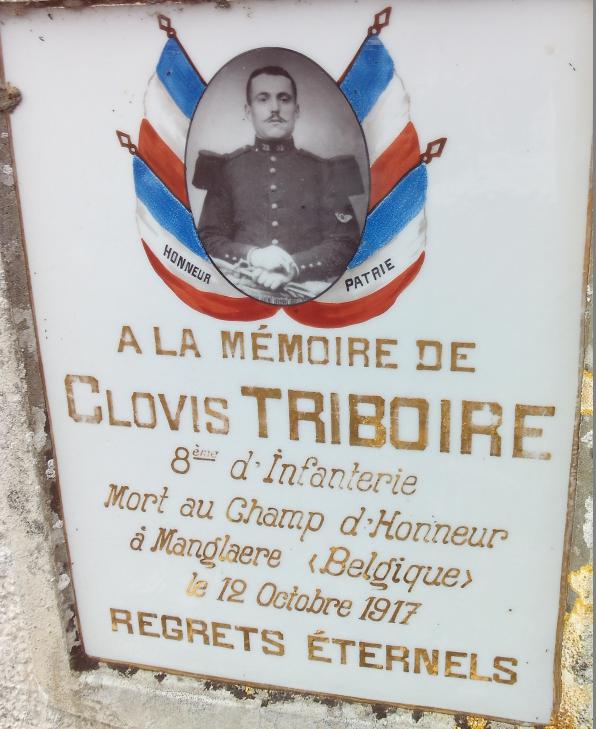 HONNEUR
PATRIE
A LA MÉMOIRE DE
CLOVIS TRIBOIRE
8ème d'Infanterie
Mort au Champ d'Honneur
à Manglaere <Belgique>
le 12 Octobre 1917
REGRETS ÉTERNELS